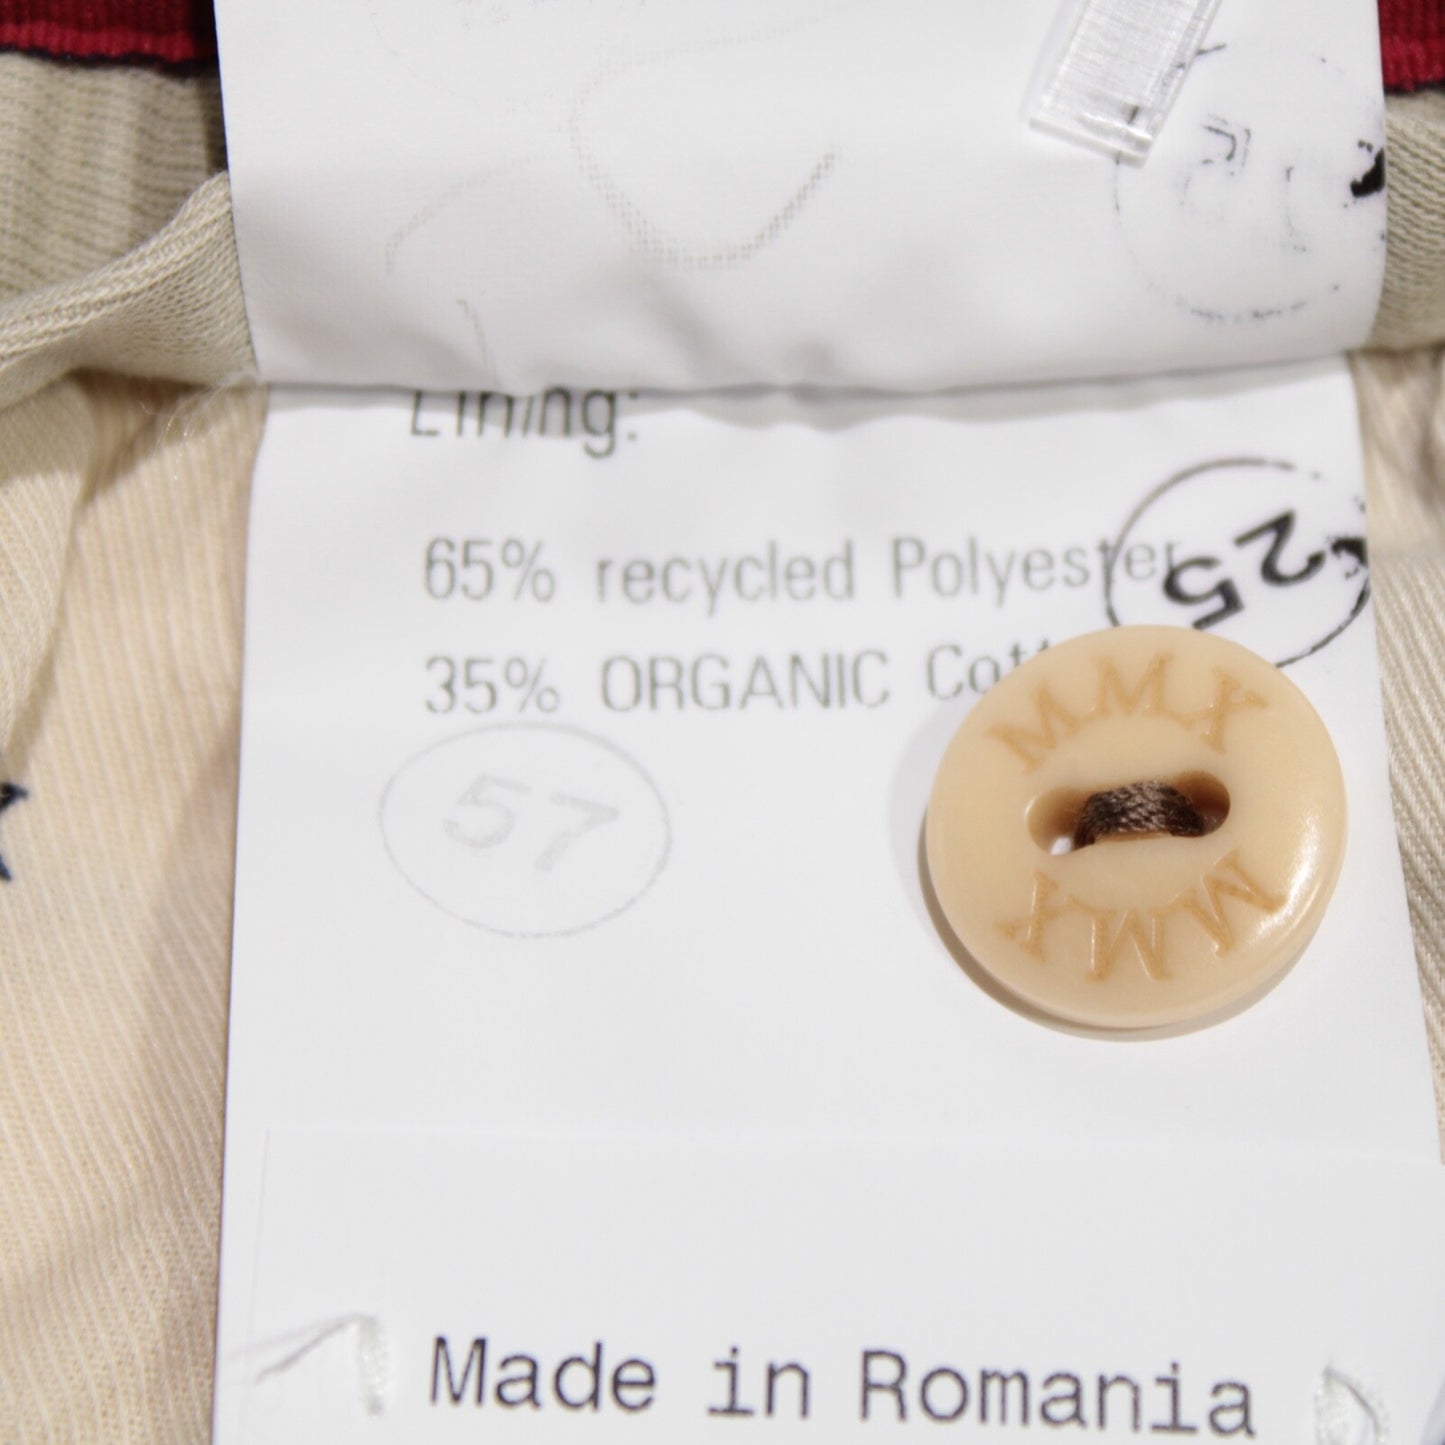 Lining:
65% recycled Polyester
25
35% ORGANIC
57
MMX
MMX
Made in Romania